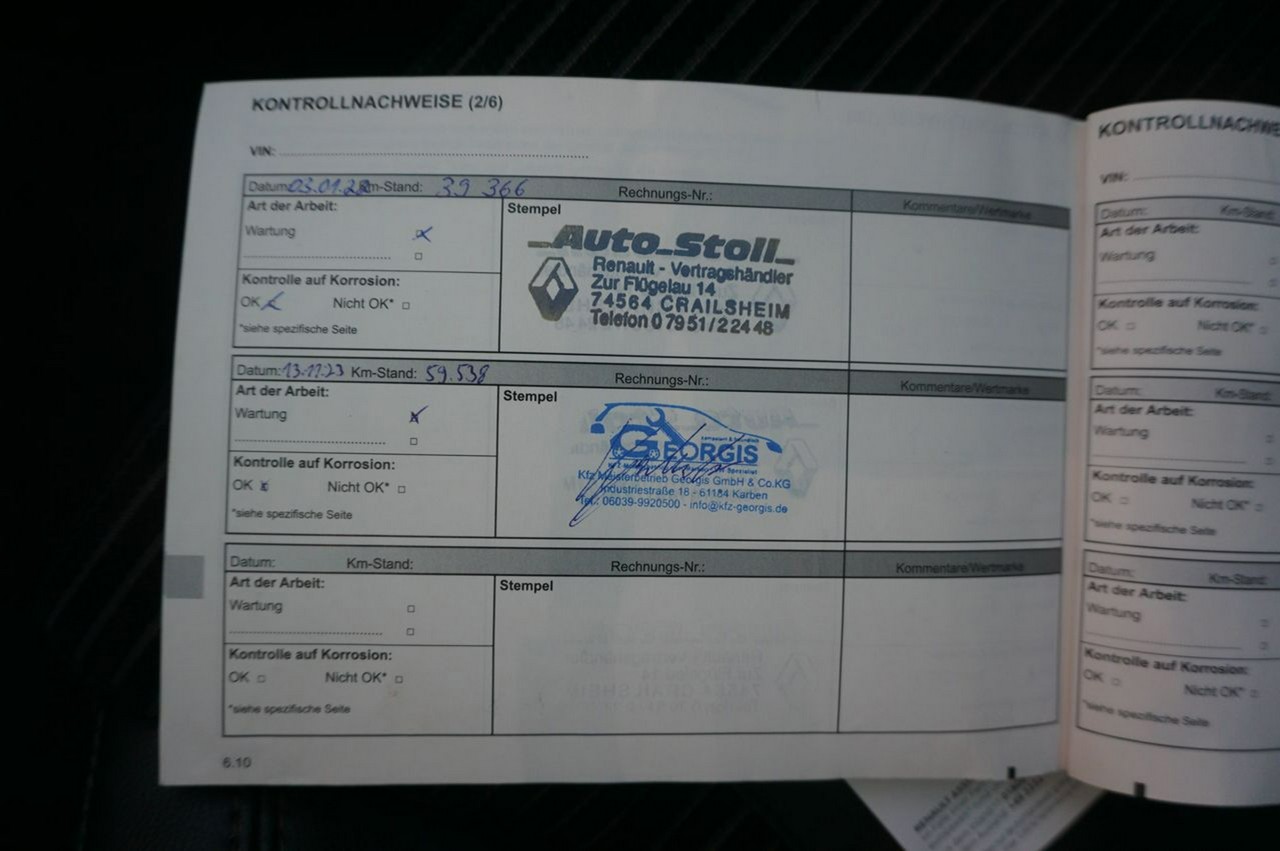 KONTROLLNACHWEISE (2/6)
VIN:
Datum: 03.01.22 Km-Stand: 39 366 Rechnungs-Nr.: Kommentare/Wertmarke
Art der Arbeit:
Wartung
Kontrolle auf Korrosion:
OK Nicht OK*
*siehe spezifische Seite
Stempel
Auto Stoll
Renault - Vertragshändler
Zur Flügelau 14
74564 CRAILSHEIM
Telefon 07951/22448
Datum: 13.11.23 Km-Stand: 59.538 Rechnungs-Nr.: Kommentare/Wertmarke
Art der Arbeit:
Wartung
Kontrolle auf Korrosion:
OK Nicht OK*
*siehe spezifische Seite
Stempel
GEORGIS
Kfz Meisterbetrieb Georgis GmbH & Co.KG
Industriestraße 18 - 61184 Karben
Tel.: 06039-9920500 - info@kfz-georgis.de
Datum: Km-Stand: Rechnungs-Nr.: Kommentare/Wertmarke
Art der Arbeit:
Wartung
Kontrolle auf Korrosion:
OK Nicht OK*
*siehe spezifische Seite
Stempel
6.10
KONTROLLNACHWE
VIN:
Datum: Km-Stand:
Art der Arbeit:
Wartung
Kontrolle auf Korrosion:
OK Nicht OK*
*siehe spezifische Seite
Datum: Km-Stand:
Art der Arbeit:
Wartung
Kontrolle auf Korrosion:
OK Nicht OK*
*siehe spezifische Seite
Datum: Km-Stand:
Art der Arbeit:
Wartung
Kontrolle auf Korrosion:
OK Nicht OK*
*siehe spezifische Seite